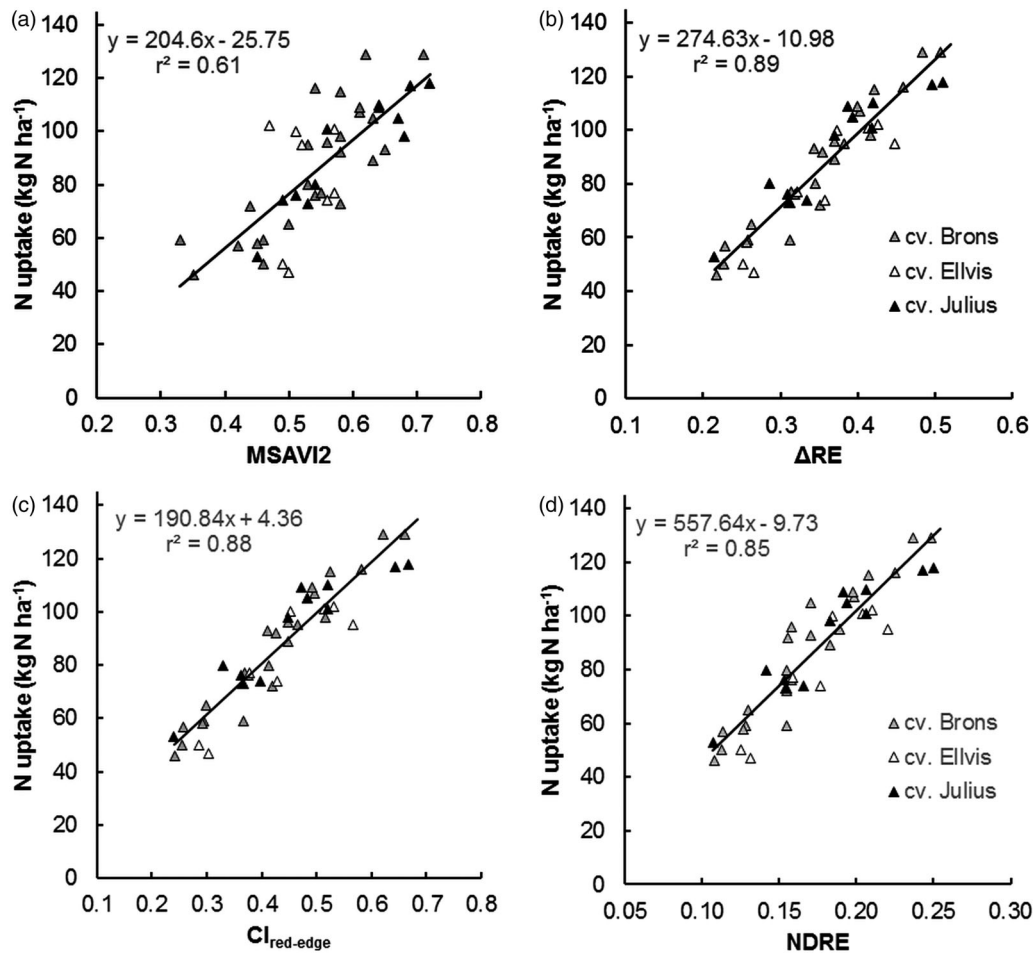 (a)
y = 204.6x - 25.75
r² = 0.61
N uptake (kg N ha⁻¹)
140
120
100
80
60
40
20
0
0.2 0.3 0.4 0.5 0.6 0.7 0.8
MSAVI2
(b)
y = 274.63x - 10.98
r² = 0.89
N uptake (kg N ha⁻¹)
140
120
100
80
60
40
20
0
cv. Brons
cv. Ellvis
cv. Julius
0.1 0.2 0.3 0.4 0.5 0.6
ΔRE
(c)
y = 190.84x + 4.36
r² = 0.88
N uptake (kg N ha⁻¹)
140
120
100
80
60
40
20
0
0.1 0.2 0.3 0.4 0.5 0.6 0.7 0.8
CIred-edge
(d)
y = 557.64x - 9.73
r² = 0.85
N uptake (kg N ha⁻¹)
140
120
100
80
60
40
20
0
cv. Brons
cv. Ellvis
cv. Julius
0.05 0.10 0.15 0.20 0.25 0.30
NDRE